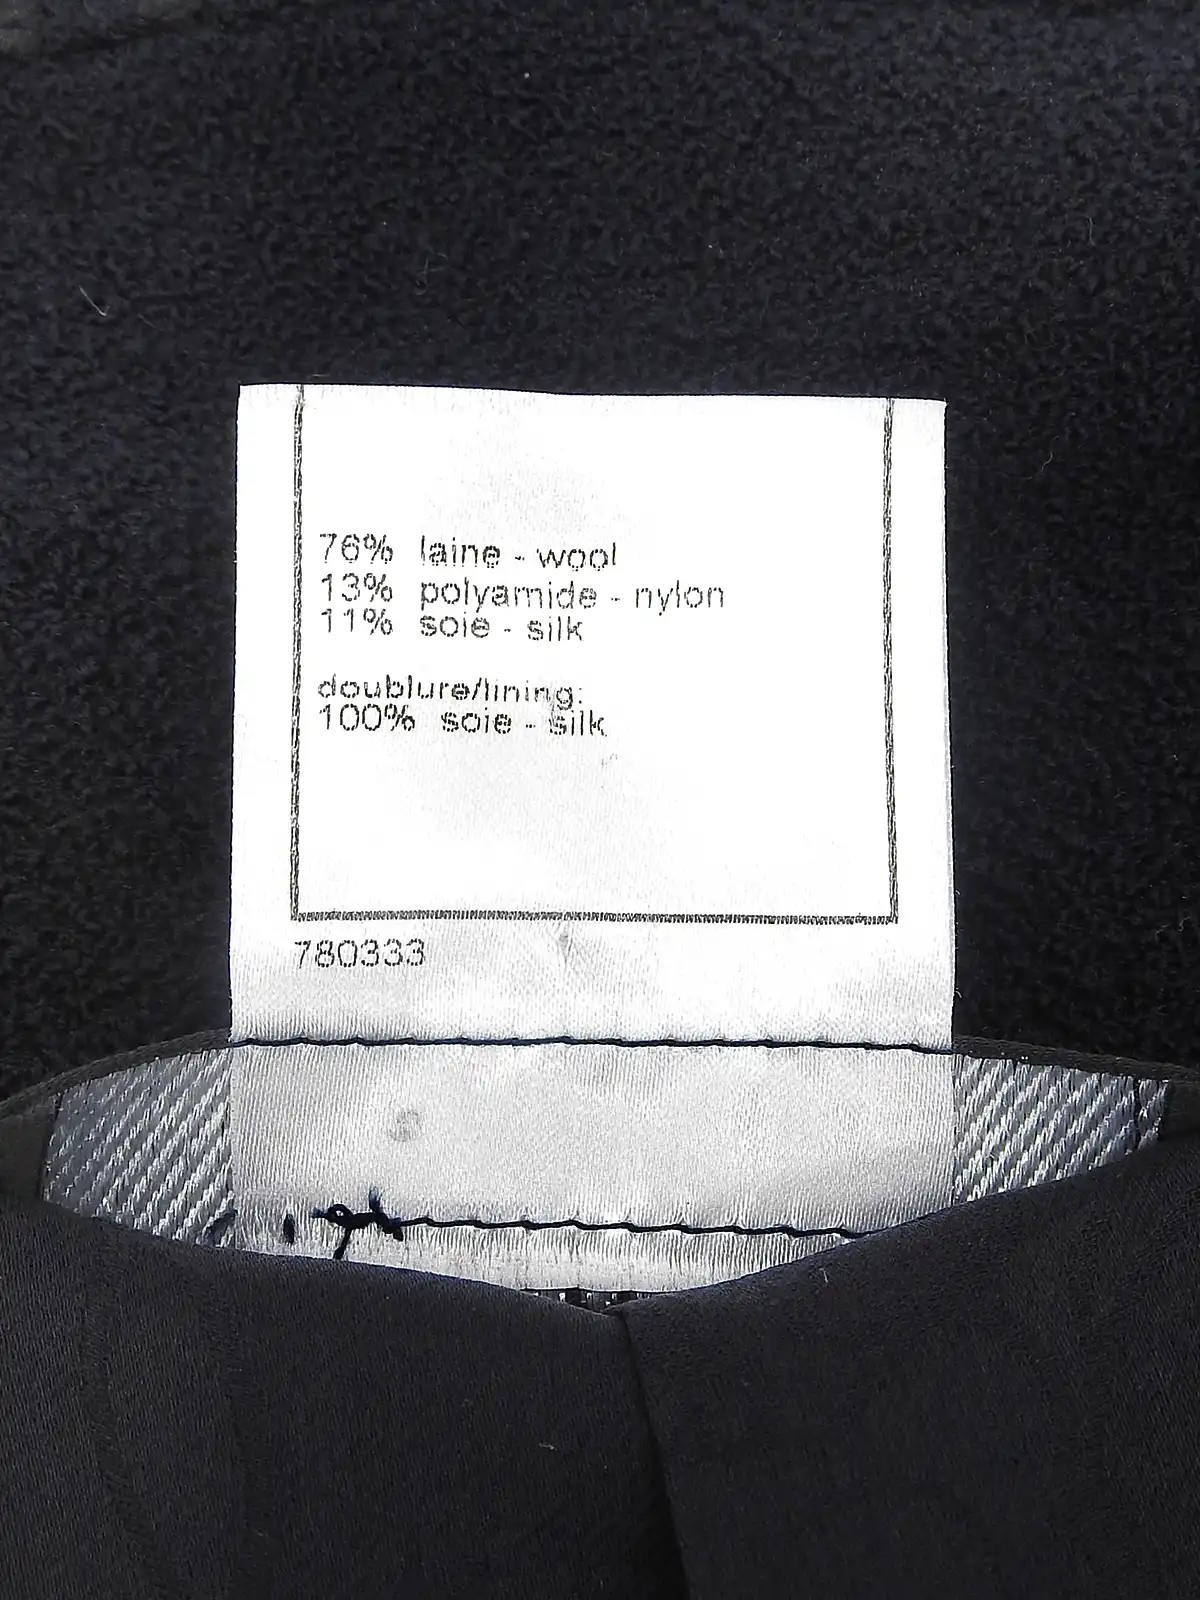 76% laine - wool
13% polyamide - nylon
11% soie - silk
doublure/lining:
100% soie - silk
780333